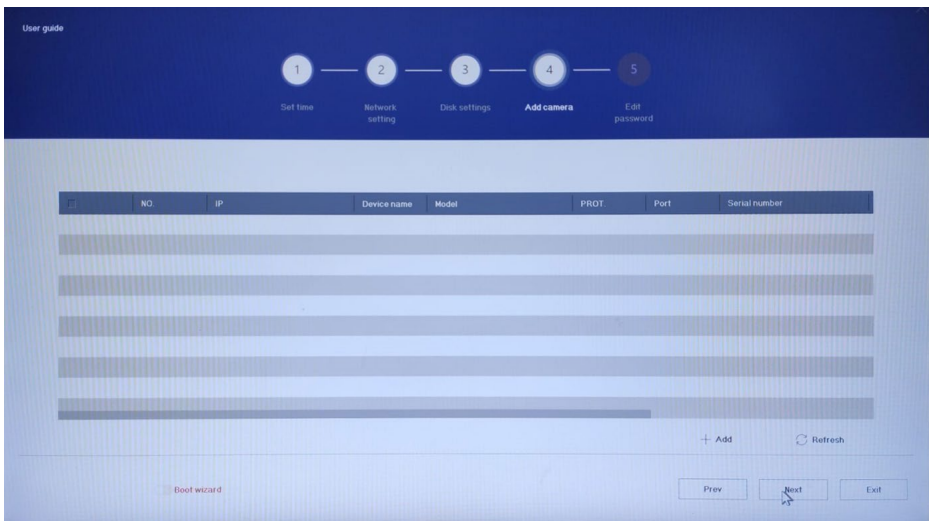 User guide
1 2 3 4 5
Set time Network setting Disk settings Add camera Edit password
NO. IP Device name Model PROT. Port Serial number
Add Refresh
Boot wizard Prev Next Exit